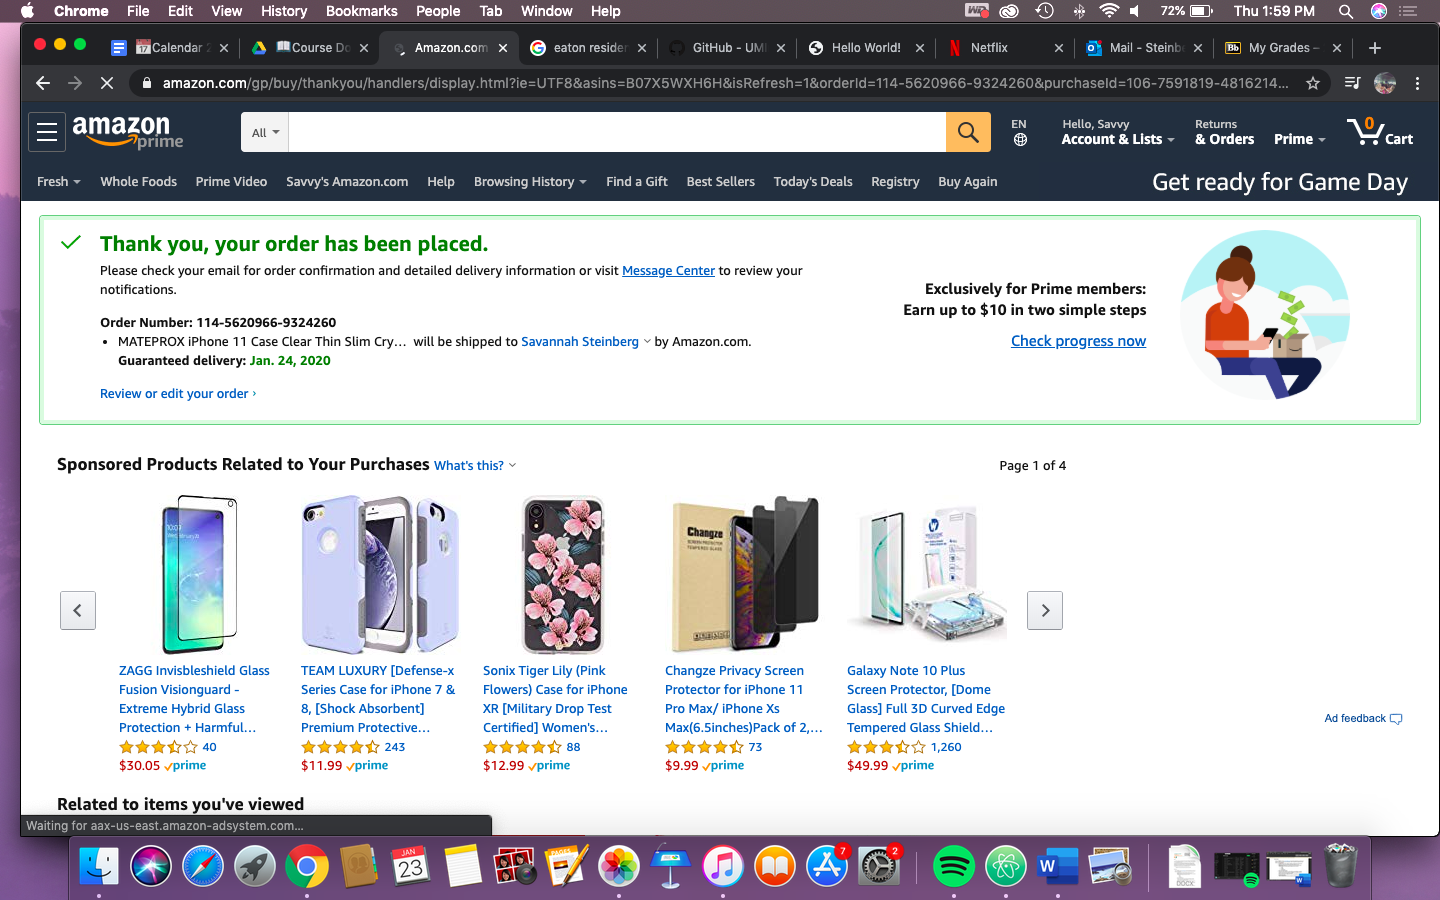 Chrome File Edit View History Bookmarks People Tab Window Help 72% Thu 1:59 PM
Calendar 2 Course Do Amazon.com eaton resider GitHub - UMI Hello World! Netflix Mail - Steinb My Grades –
amazon.com/gp/buy/thankyou/handlers/display.html?ie=UTF8&asins=B07X5WXH6H&isRefresh=1&orderId=114-5620966-9324260&purchaseId=106-7591819-4816214...
amazon prime
All
EN
Hello, Savvy
Account & Lists
Returns
& Orders
Prime
0
Cart
Fresh Whole Foods Prime Video Savvy's Amazon.com Help Browsing History Find a Gift Best Sellers Today's Deals Registry Buy Again
Get ready for Game Day
Thank you, your order has been placed.
Please check your email for order confirmation and detailed delivery information or visit Message Center to review your
notifications.
Order Number: 114-5620966-9324260
• MATEPROX iPhone 11 Case Clear Thin Slim Cry... will be shipped to Savannah Steinberg by Amazon.com.
Guaranteed delivery: Jan. 24, 2020
Review or edit your order ›
Exclusively for Prime members:
Earn up to $10 in two simple steps
Check progress now
Sponsored Products Related to Your Purchases What's this?
Page 1 of 4
Changze
ZAGG Invisbleshield Glass
Fusion Visionguard -
Extreme Hybrid Glass
Protection + Harmful...
40
$30.05 prime
TEAM LUXURY [Defense-x
Series Case for iPhone 7 &
8, [Shock Absorbent]
Premium Protective...
243
$11.99 prime
Sonix Tiger Lily (Pink
Flowers) Case for iPhone
XR [Military Drop Test
Certified] Women's...
88
$12.99 prime
Changze Privacy Screen
Protector for iPhone 11
Pro Max/ iPhone Xs
Max(6.5inches)Pack of 2,...
73
$9.99 prime
Galaxy Note 10 Plus
Screen Protector, [Dome
Glass] Full 3D Curved Edge
Tempered Glass Shield...
1,260
$49.99 prime
Ad feedback
Related to items you've viewed
Waiting for aax-us-east.amazon-adsystem.com...
JAN
23
PAGES
7
2
W
DOCX